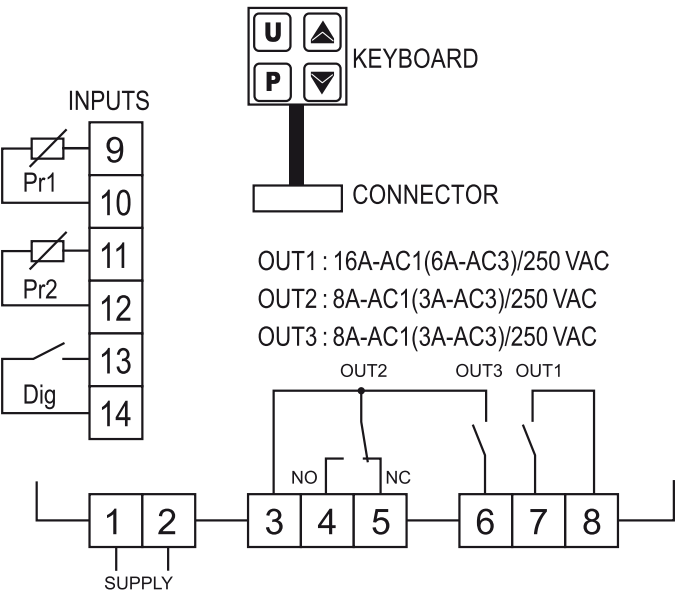 U
P
KEYBOARD
INPUTS
9
Pr1
10
CONNECTOR
11
Pr2
12
OUT1 : 16A-AC1(6A-AC3)/250 VAC
OUT2 : 8A-AC1(3A-AC3)/250 VAC
OUT3 : 8A-AC1(3A-AC3)/250 VAC
13
Dig
14
OUT2 OUT3 OUT1
NO NC
1 2 3 4 5 6 7 8
SUPPLY